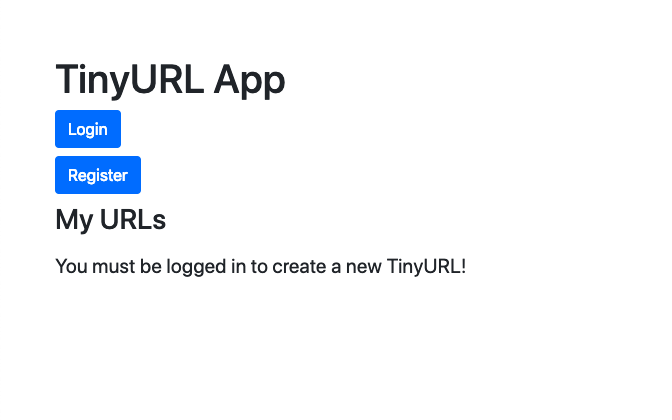 TinyURL App
Login
Register
My URLs
You must be logged in to create a new TinyURL!